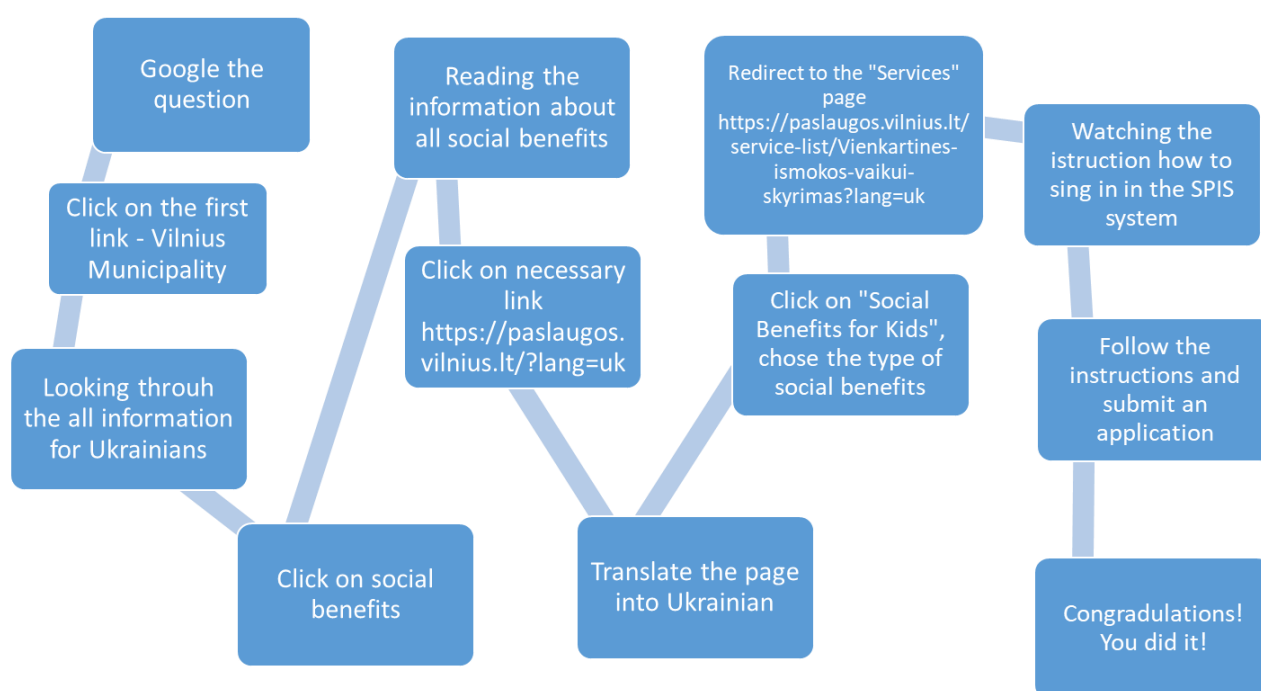 Google the
question
Click on the first
link - Vilnius
Municipality
Looking throuh
the all information
for Ukrainians
Click on social
benefits
Reading the
information about
all social benefits
Click on necessary
link
https://paslaugos.
vilnius.lt/?lang=uk
Translate the page
into Ukrainian
Click on "Social
Benefits for Kids",
chose the type of
social benefits
Redirect to the "Services"
page
https://paslaugos.vilnius.lt/
service-list/Vienkartines-
ismokos-vaikui-
skyrimas?lang=uk
Watching the
istruction how to
sing in in the SPIS
system
Follow the
instructions and
submit an
application
Congradulations!
You did it!